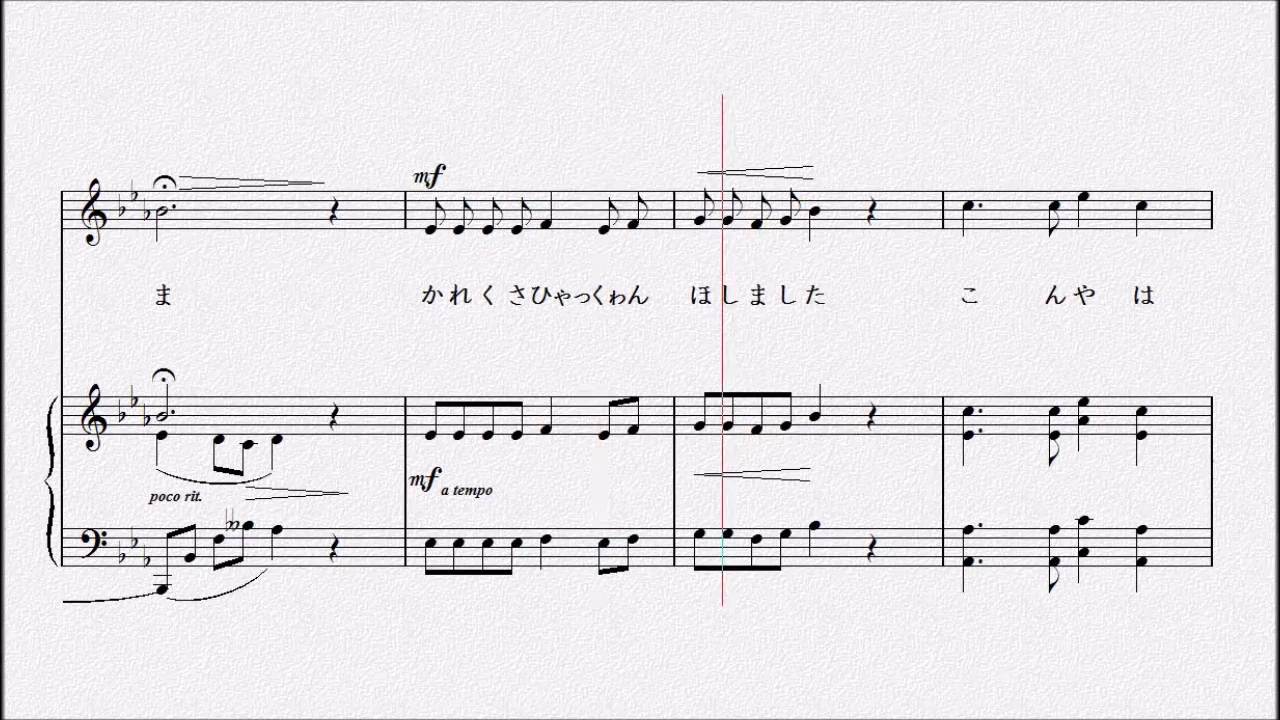 mf
ま かれくさひゃっくゎん ほしました こ んや は
poco rit.
mf a tempo